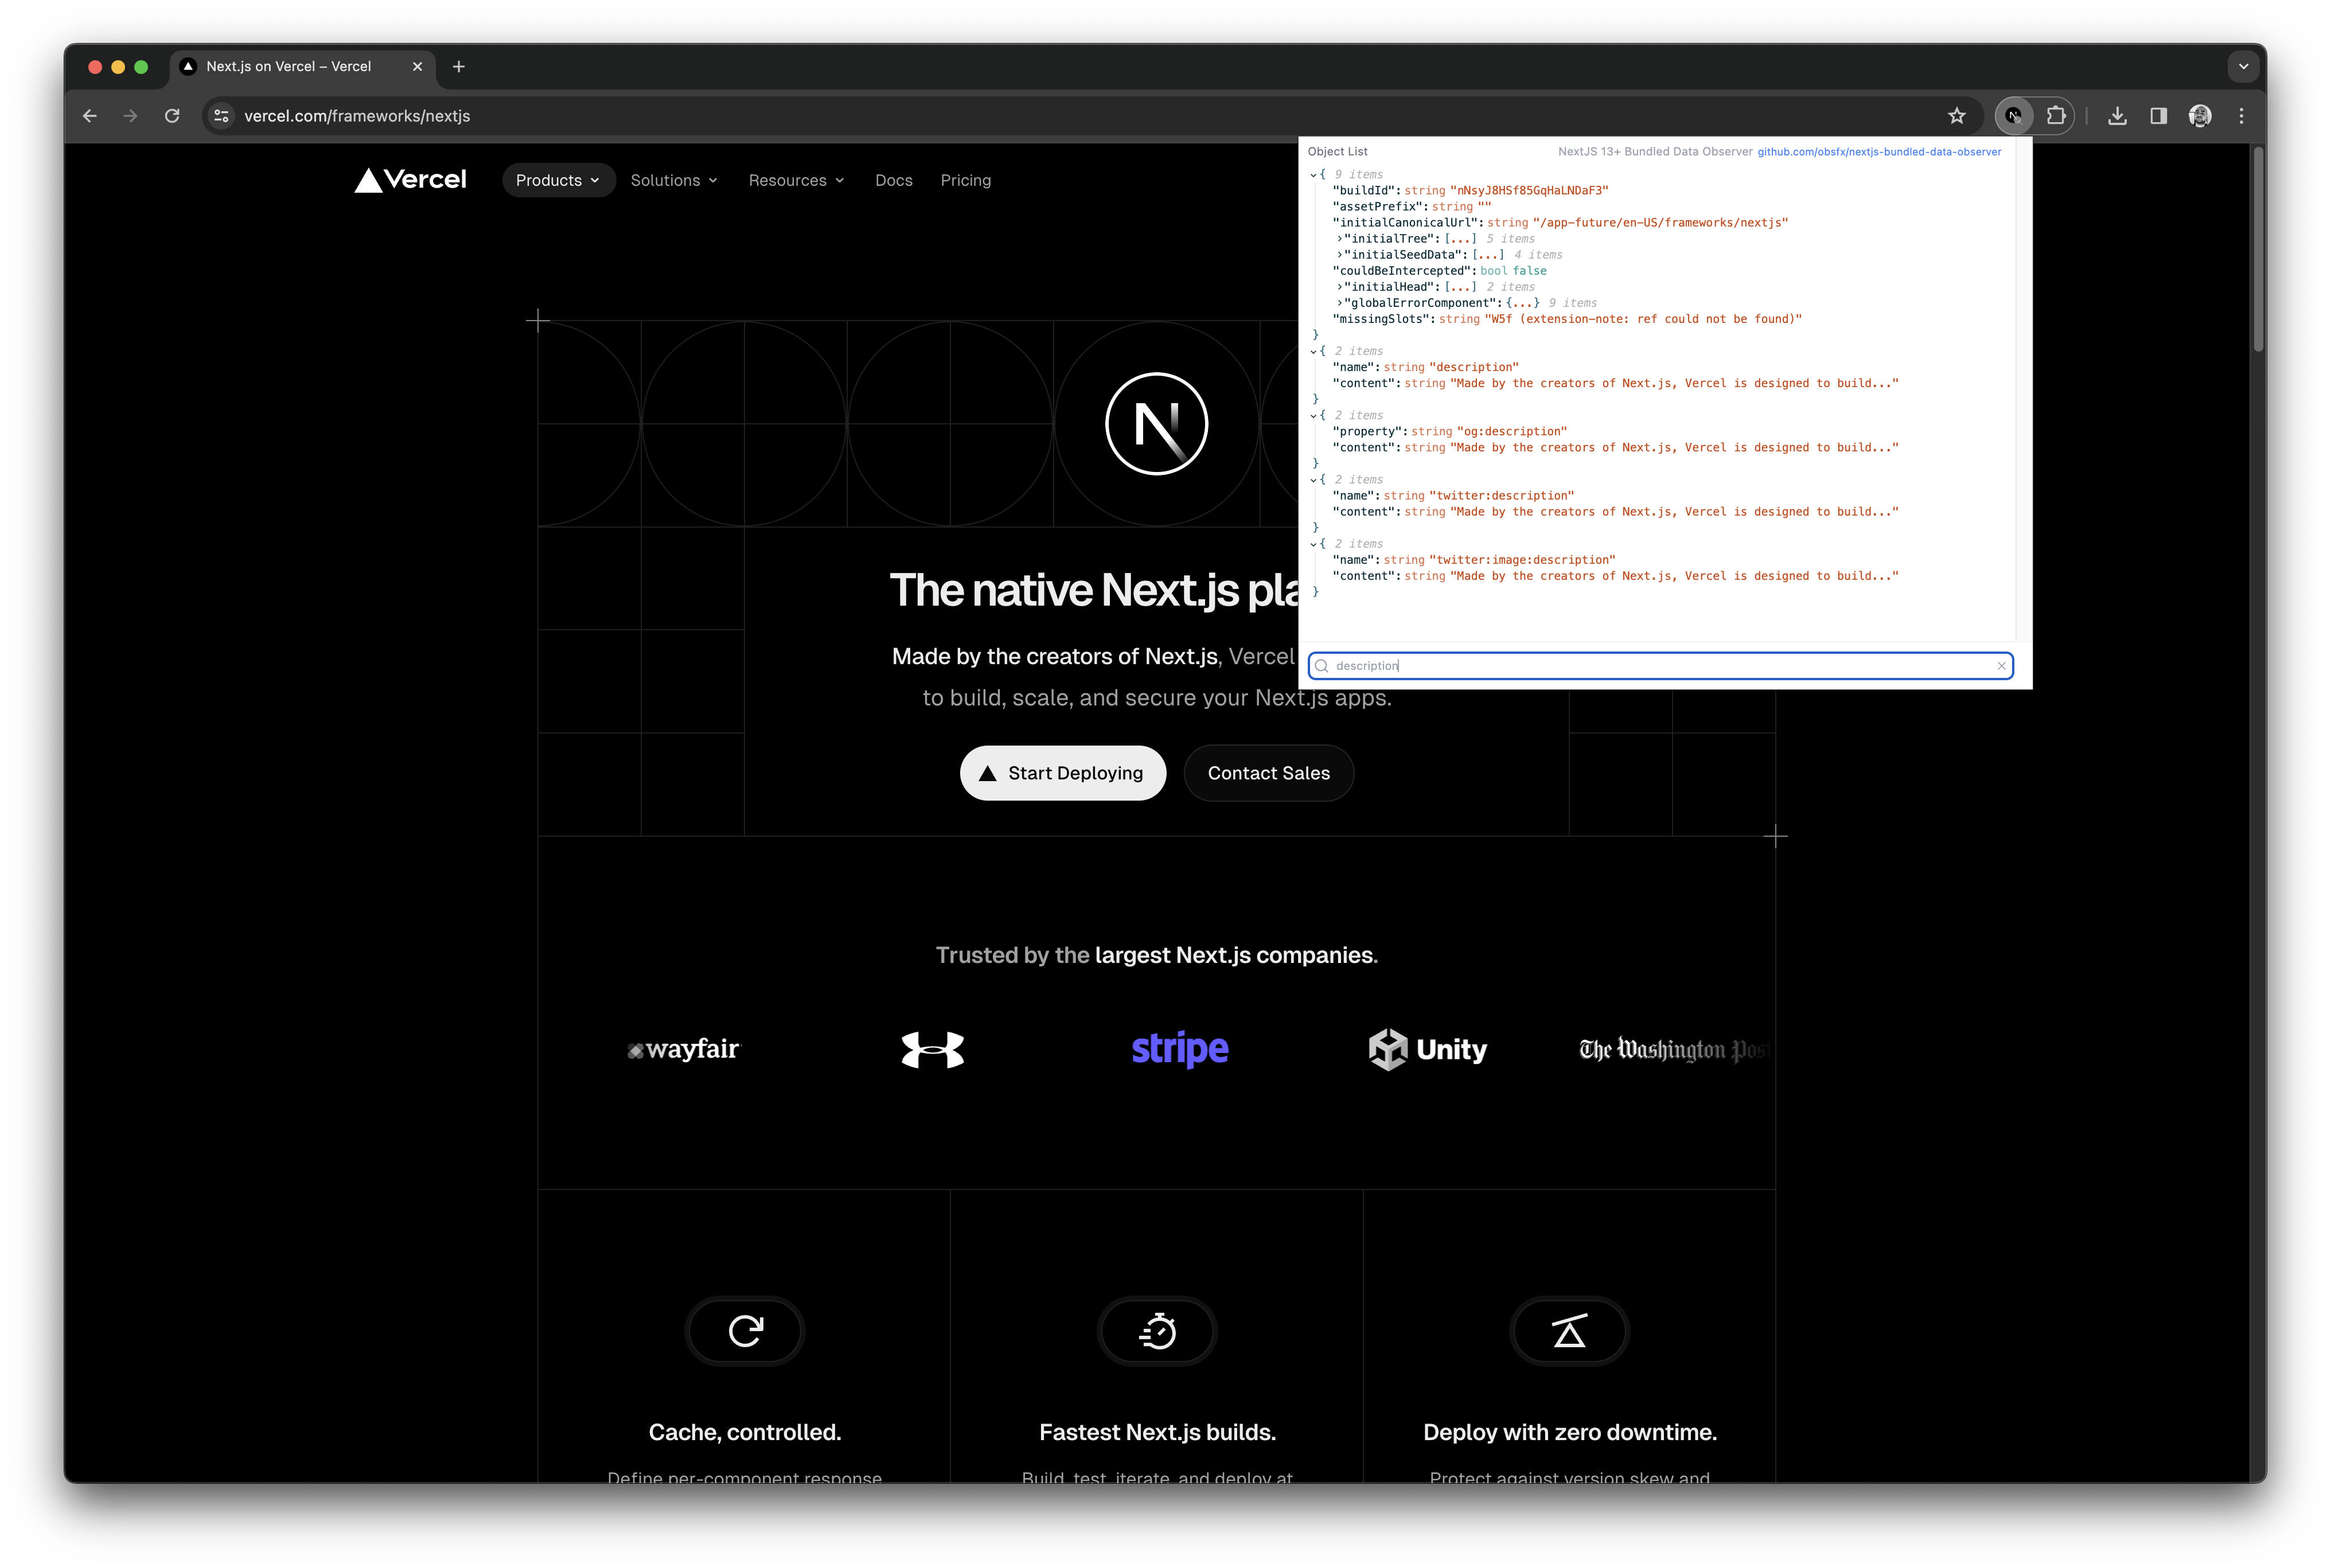 Next.js on Vercel – Vercel
vercel.com/frameworks/nextjs
Vercel
Products
Solutions
Resources
Docs
Pricing
Object List
NextJS 13+ Bundled Data Observer github.com/obsfx/nextjs-bundled-data-observer
{ 9 items
"buildId": string "nNsyJ8HSf85GqHaLNDaF3"
"assetPrefix": string ""
"initialCanonicalUrl": string "/app-future/en-US/frameworks/nextjs"
"initialTree": [...] 5 items
"initialSeedData": [...] 4 items
"couldBeIntercepted": bool false
"initialHead": [...] 2 items
"globalErrorComponent": {...} 9 items
"missingSlots": string "W5f (extension-note: ref could not be found)"
}
{ 2 items
"name": string "description"
"content": string "Made by the creators of Next.js, Vercel is designed to build..."
}
{ 2 items
"property": string "og:description"
"content": string "Made by the creators of Next.js, Vercel is designed to build..."
}
{ 2 items
"name": string "twitter:description"
"content": string "Made by the creators of Next.js, Vercel is designed to build..."
}
{ 2 items
"name": string "twitter:image:description"
"content": string "Made by the creators of Next.js, Vercel is designed to build..."
}
description
The native Next.js pla
Made by the creators of Next.js, Vercel
to build, scale, and secure your Next.js apps.
Start Deploying
Contact Sales
Trusted by the largest Next.js companies.
wayfair
stripe
Unity
The Washington Post
Cache, controlled.
Define per-component response
Fastest Next.js builds.
Build, test, iterate, and deploy at
Deploy with zero downtime.
Protect against version skew and